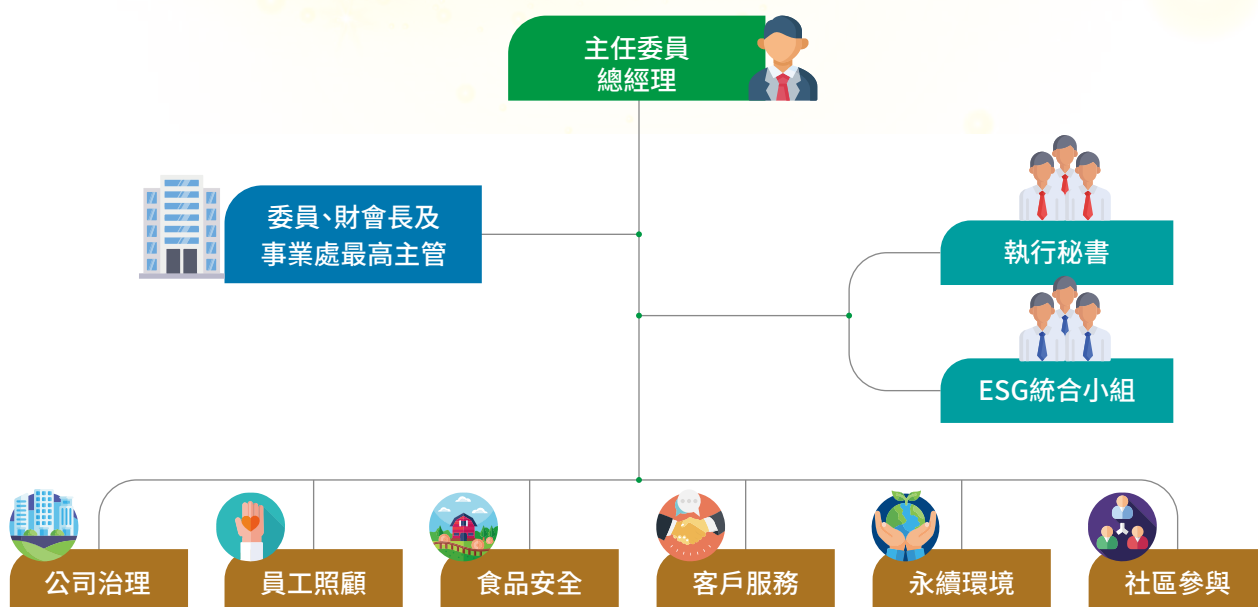 主任委員
總經理
委員、財會長及
事業處最高主管
執行秘書
ESG統合小組
公司治理
員工照顧
食品安全
客戶服務
永續環境
社區參與